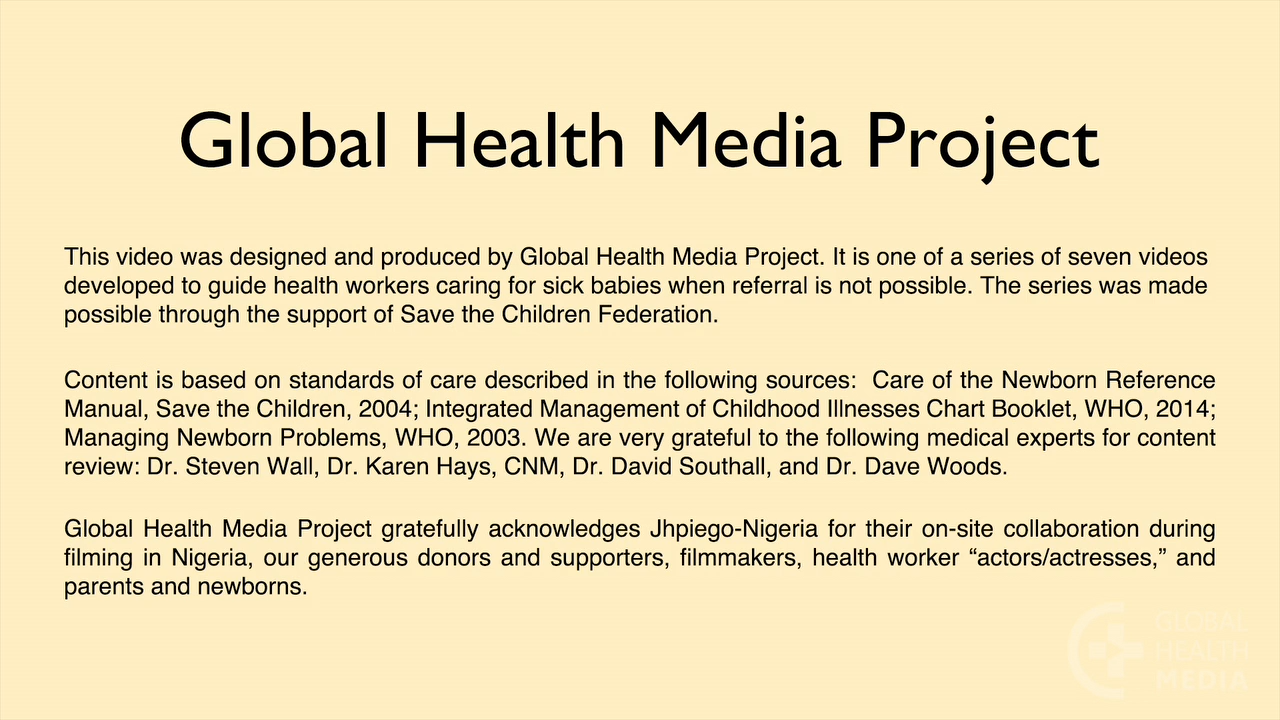 Global Health Media Project
This video was designed and produced by Global Health Media Project. It is one of a series of seven videos
developed to guide health workers caring for sick babies when referral is not possible. The series was made
possible through the support of Save the Children Federation.
Content is based on standards of care described in the following sources:  Care of the Newborn Reference
Manual, Save the Children, 2004; Integrated Management of Childhood Illnesses Chart Booklet, WHO, 2014;
Managing Newborn Problems, WHO, 2003. We are very grateful to the following medical experts for content
review: Dr. Steven Wall, Dr. Karen Hays, CNM, Dr. David Southall, and Dr. Dave Woods.
Global Health Media Project gratefully acknowledges Jhpiego-Nigeria for their on-site collaboration during
filming in Nigeria, our generous donors and supporters, filmmakers, health worker “actors/actresses,” and
parents and newborns.
GLOBAL
HEALTH
MEDIA